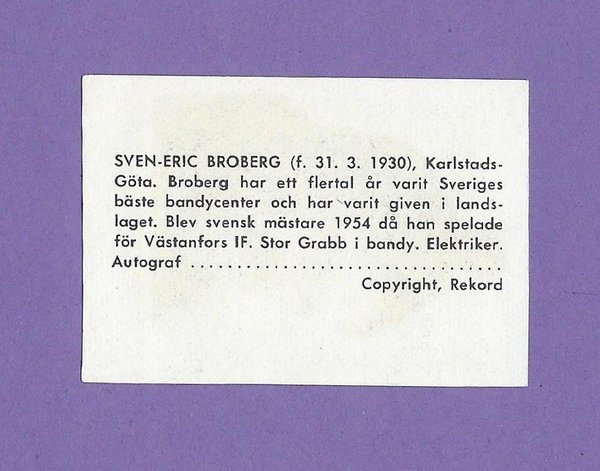 SVEN-ERIC BROBERG (f. 31. 3. 1930), Karlstads-
Göta. Broberg har ett flertal år varit Sveriges
bäste bandycenter och har varit given i lands-
laget. Blev svensk mästare 1954 då han spelade
för Västanfors IF. Stor Grabb i bandy. Elektriker.
Autograf ..................................
Copyright, Rekord